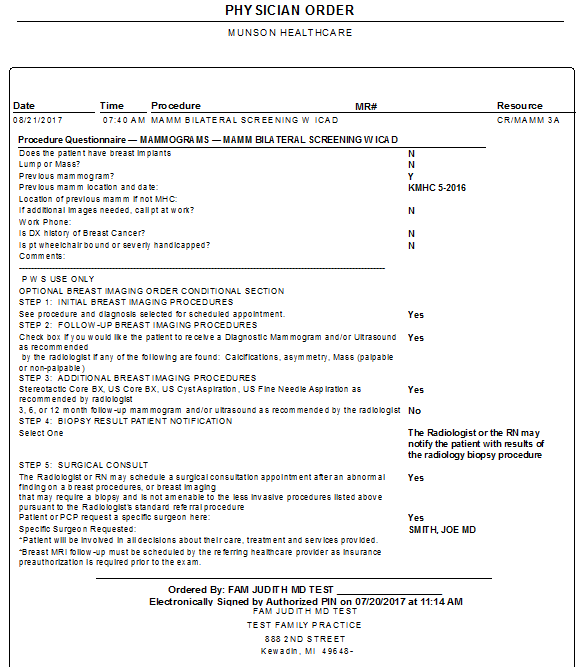 PHYSICIAN ORDER
MUNSON HEALTHCARE
Date Time Procedure MR# Resource
08/21/2017 07:40 AM MAMM BILATERAL SCREENING W ICAD CR/MAMM 3A
Procedure Questionnaire — MAMMOGRAMS — MAMM BILATERAL SCREENING W ICAD
Does the patient have breast implants N
Lump or Mass? N
Previous mammogram? Y
Previous mamm location and date: KMHC 5-2016
Location of previous mamm if not MHC:
If additional images needed, call pt at work? N
Work Phone:
Is DX history of Breast Cancer? N
Is pt wheelchair bound or severly handicapped? N
Comments:
PWS USE ONLY
OPTIONAL BREAST IMAGING ORDER CONDITIONAL SECTION
STEP 1: INITIAL BREAST IMAGING PROCEDURES
See procedure and diagnosis selected for scheduled appointment. Yes
STEP 2: FOLLOW-UP BREAST IMAGING PROCEDURES
Check box if you would like the patient to receive a Diagnostic Mammogram and/or Ultrasound Yes
as recommended
by the radiologist if any of the following are found: Calcifications, asymmetry, Mass (palpable
or non-palpable)
STEP 3: ADDITIONAL BREAST IMAGING PROCEDURES
Stereotactic Core BX, US Core BX, US Cyst Aspiration, US Fine Needle Aspiration as Yes
recommended by radiologist
3, 6, or 12 month follow-up mammogram and/or ultrasound as recommended by the radiologist No
STEP 4: BIOPSY RESULT PATIENT NOTIFICATION
Select One The Radiologist or the RN may
notify the patient with results of
the radiology biopsy procedure
STEP 5: SURGICAL CONSULT
The Radiologist or RN may schedule a surgical consultation appointment after an abnormal Yes
finding on a breast procedures, or breast imaging
that may require a biopsy and is not amenable to the less invasive procedures listed above
pursuant to the Radiologist's standard referral procedure
Patient or PCP request a specific surgeon here: Yes
Specific Surgeon Requested: SMITH, JOE MD
*Patient will be involved in all decisions about their care, treatment and services provided.
*Breast MRI follow-up must be scheduled by the referring healthcare provider as insurance
preauthorization is required prior to the exam.
Ordered By: FAM JUDITH MD TEST
Electronically Signed by Authorized PIN on 07/20/2017 at 11:14 AM
FAM JUDITH MD TEST
TEST FAMILY PRACTICE
888 2ND STREET
Kewadin, MI 49648-